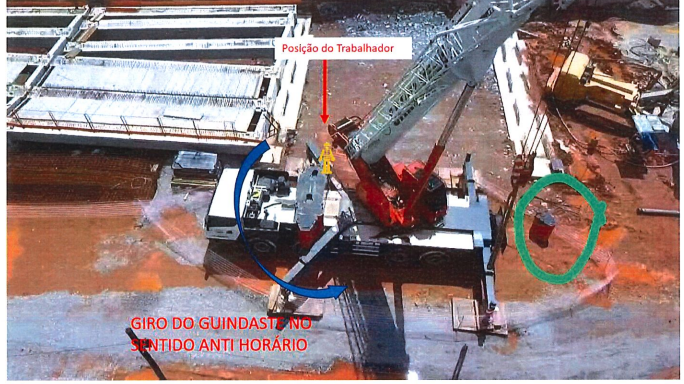 Posição do Trabalhador
GIRO DO GUINDASTE NO
SENTIDO ANTI HORÁRIO